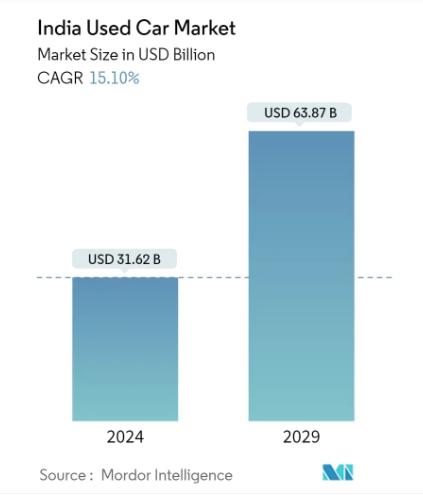 India Used Car Market
Market Size in USD Billion
CAGR 15.10%
USD 63.87 B
USD 31.62 B
2024
2029
Source : Mordor Intelligence